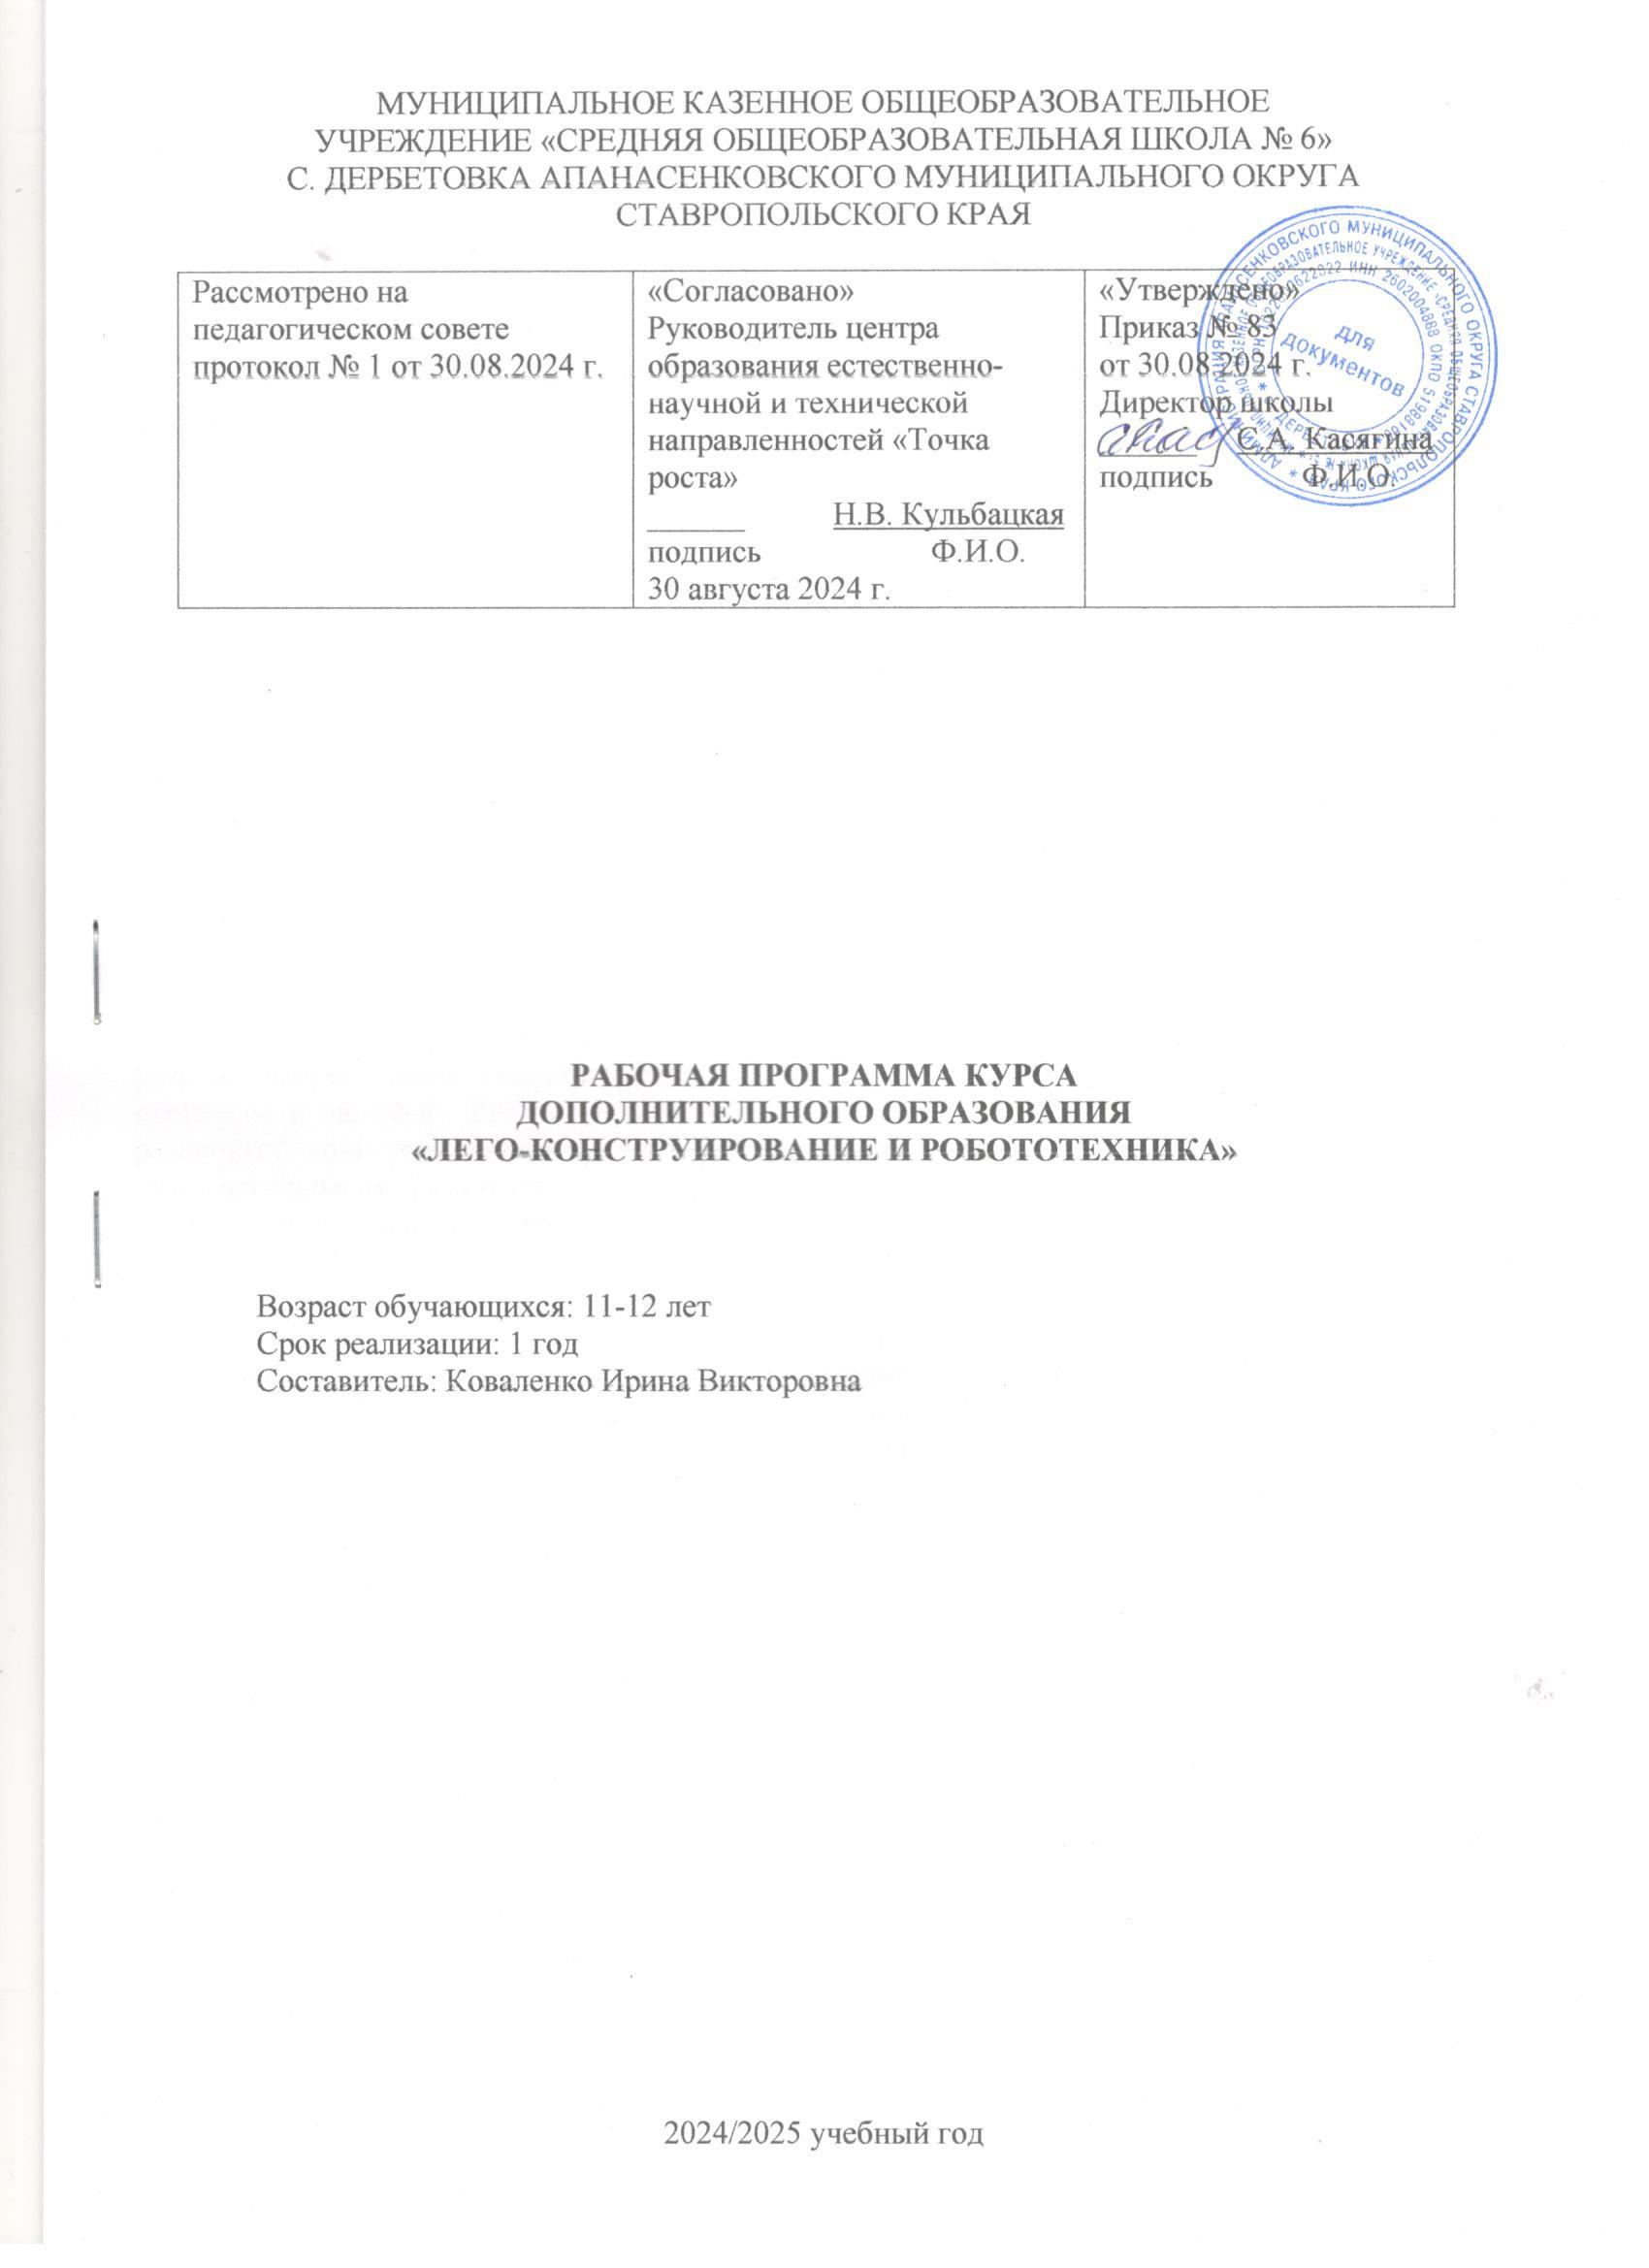 МУНИЦИПАЛЬНОЕ КАЗЕННОЕ ОБЩЕОБРАЗОВАТЕЛЬНОЕ
УЧРЕЖДЕНИЕ «СРЕДНЯЯ ОБЩЕОБРАЗОВАТЕЛЬНАЯ ШКОЛА № 6»
С. ДЕРБЕТОВКА АПАНАСЕНКОВСКОГО МУНИЦИПАЛЬНОГО ОКРУГА
СТАВРОПОЛЬСКОГО КРАЯ
Рассмотрено на
педагогическом совете
протокол № 1 от 30.08.2024 г.
«Согласовано»
Руководитель центра
образования естественно-
научной и технической
направленностей «Точка
роста»
______ Н.В. Кульбацкая
подпись Ф.И.О.
30 августа 2024 г.
«Утверждено»
Приказ № 83
от 30.08.2024 г.
Директор школы
______ С.А. Касягина
подпись Ф.И.О.
для
документов
РАБОЧАЯ ПРОГРАММА КУРСА
ДОПОЛНИТЕЛЬНОГО ОБРАЗОВАНИЯ
«ЛЕГО-КОНСТРУИРОВАНИЕ И РОБОТОТЕХНИКА»
Возраст обучающихся: 11-12 лет
Срок реализации: 1 год
Составитель: Коваленко Ирина Викторовна
2024/2025 учебный год